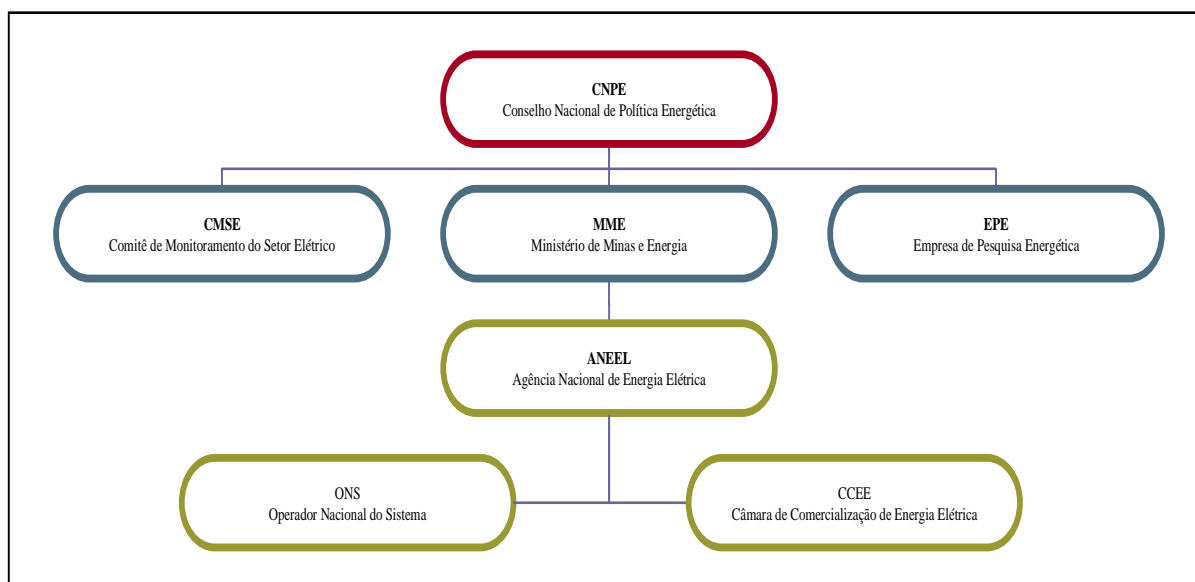 CNPE
Conselho Nacional de Política Energética
CMSE
Comitê de Monitoramento do Setor Elétrico
MME
Ministério de Minas e Energia
EPE
Empresa de Pesquisa Energética
ANEEL
Agência Nacional de Energia Elétrica
ONS
Operador Nacional do Sistema
CCEE
Câmara de Comercialização de Energia Elétrica